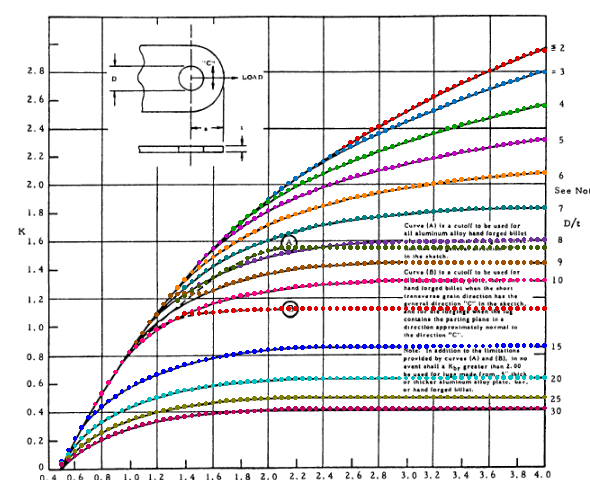 "C"
D
LOAD
e
t
2.8
2.6
2.4
2.2
2.0
1.8
K
1.6
1.4
1.2
1.0
0.8
0.6
0.4
0.2
0
0.4 0.6 0.8 1.0 1.2 1.4 1.6 1.8 2.0 2.2 2.4 2.6 2.8 3.0 3.2 3.4 3.6 3.8 4.0
≤ 2
= 3
4
5
6
See Not
7
D/t
8
9
10
15
20
25
30
A
Curve (A) is a cutoff to be used for
all aluminum alloy hand forged billet
in the sketch.
Curve (B) is a cutoff to be used for
hand forged billet when the short
transverse grain direction has the
general direction "C" in the sketch,
contains the parting plane in a
direction approximately normal to
the direction "C".
Note: In addition to the limitations
provided by curves (A) and (B), in no
event shall a Kbr greater than 2.00
be used for lugs made from .5" thick
or thicker aluminum alloy plate, bar,
or hand forged billet.